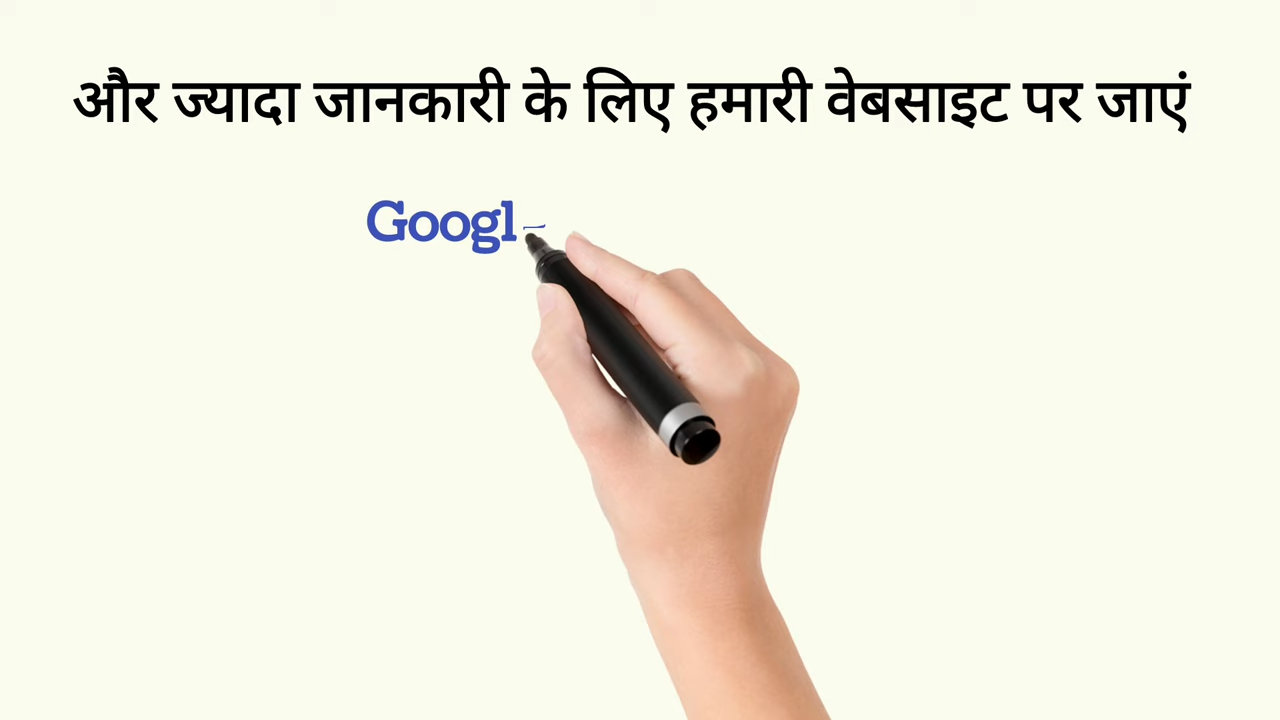 और ज्यादा जानकारी के लिए हमारी वेबसाइट पर जाएं
Googl